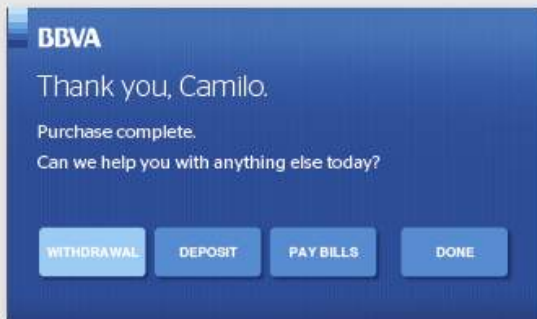 BBVA
Thank you, Camilo.
Purchase complete.
Can we help you with anything else today?
WITHDRAWAL DEPOSIT PAY BILLS DONE